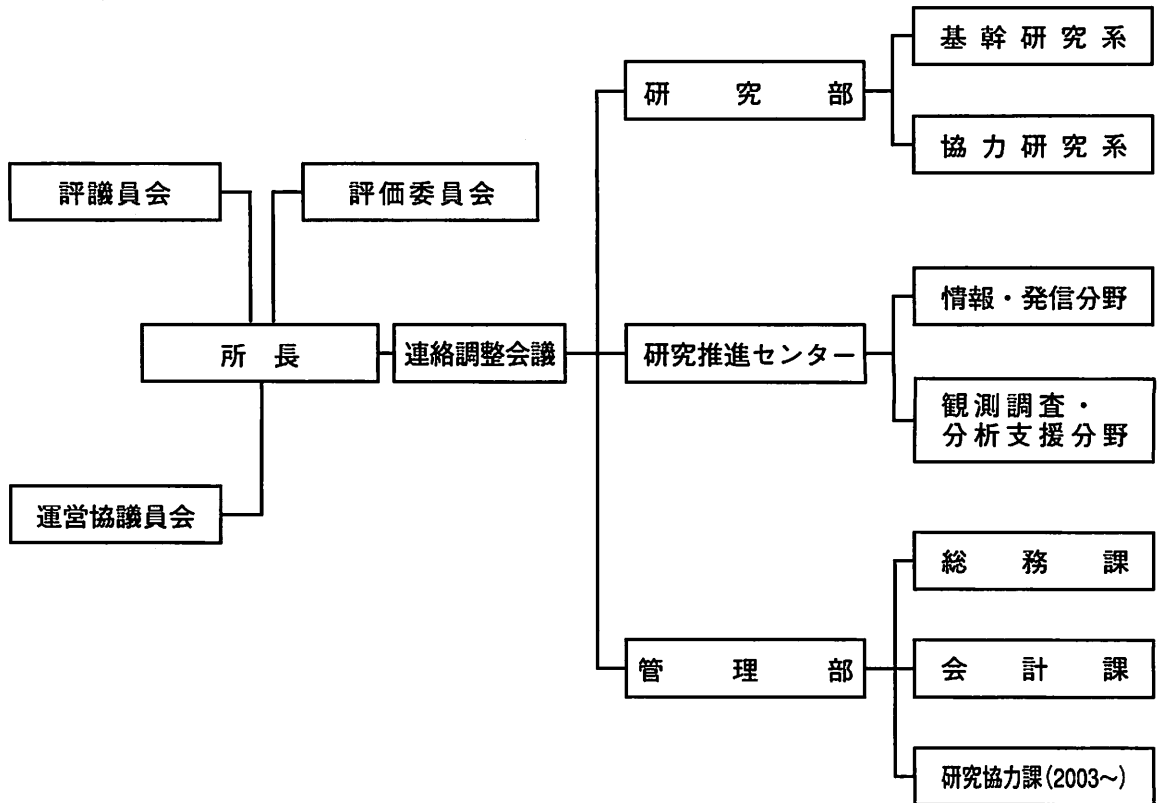 評議員会
評価委員会
所長
連絡調整会議
運営協議員会
研究部
基幹研究系
協力研究系
研究推進センター
情報・発信分野
観測調査・
分析支援分野
管理部
総務課
会計課
研究協力課(2003〜)